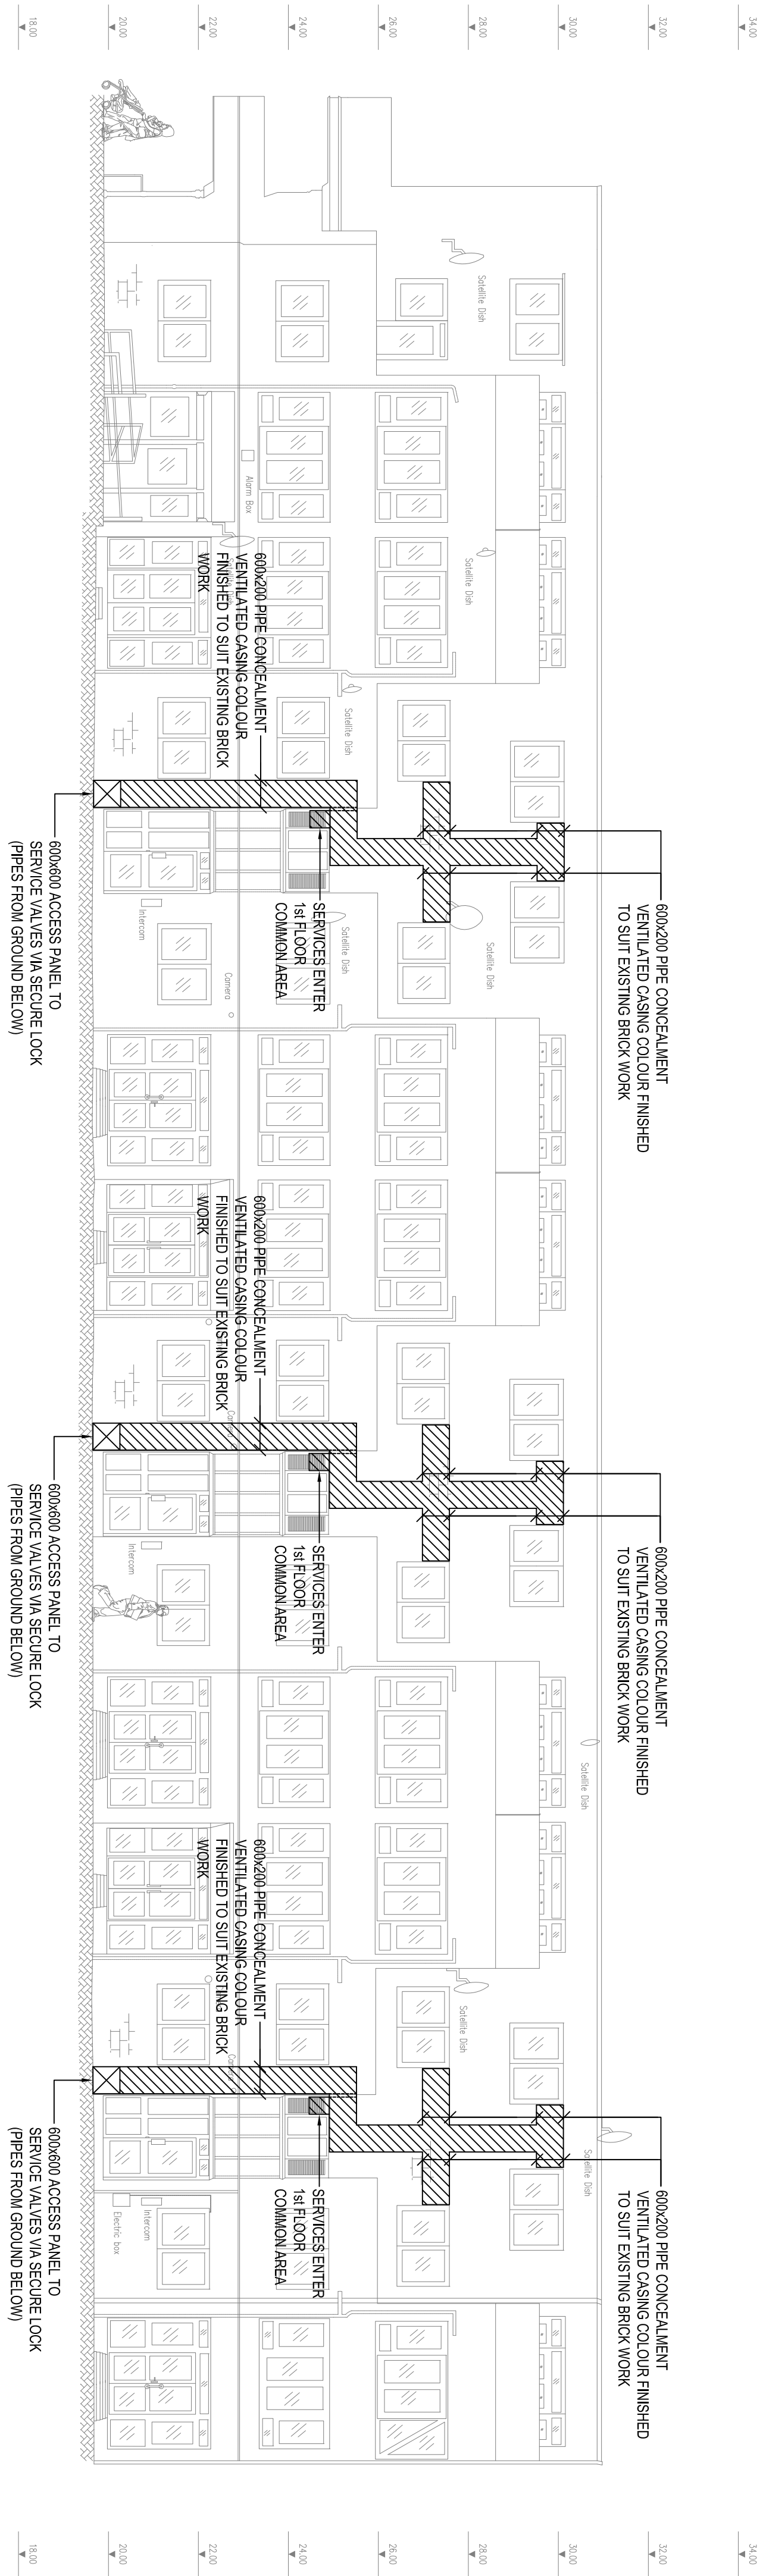 34.00
32.00
30.00
28.00
26.00
24.00
22.00
20.00
18.00
600x200 PIPE CONCEALMENT
VENTILATED CASING COLOUR FINISHED
TO SUIT EXISTING BRICK WORK
600x200 PIPE CONCEALMENT
VENTILATED CASING COLOUR FINISHED
TO SUIT EXISTING BRICK WORK
600x200 PIPE CONCEALMENT
VENTILATED CASING COLOUR FINISHED
TO SUIT EXISTING BRICK WORK
Satellite Dish
Satellite Dish
Satellite Dish
Satellite Dish
Satellite Dish
Satellite Dish
Satellite Dish
Satellite Dish
Alarm Box
Satellite Dish
600x200 PIPE CONCEALMENT
VENTILATED CASING COLOUR
FINISHED TO SUIT EXISTING BRICK
WORK
SERVICES ENTER
1st FLOOR
COMMON AREA
600x200 PIPE CONCEALMENT
VENTILATED CASING COLOUR
FINISHED TO SUIT EXISTING BRICK
WORK
SERVICES ENTER
1st FLOOR
COMMON AREA
600x200 PIPE CONCEALMENT
VENTILATED CASING COLOUR
FINISHED TO SUIT EXISTING BRICK
WORK
SERVICES ENTER
1st FLOOR
COMMON AREA
Camera
Intercom
Intercom
Intercom
Electric box
600x600 ACCESS PANEL TO
SERVICE VALVES VIA SECURE LOCK
(PIPES FROM GROUND BELOW)
600x600 ACCESS PANEL TO
SERVICE VALVES VIA SECURE LOCK
(PIPES FROM GROUND BELOW)
600x600 ACCESS PANEL TO
SERVICE VALVES VIA SECURE LOCK
(PIPES FROM GROUND BELOW)
34.00
32.00
30.00
28.00
26.00
24.00
22.00
20.00
18.00